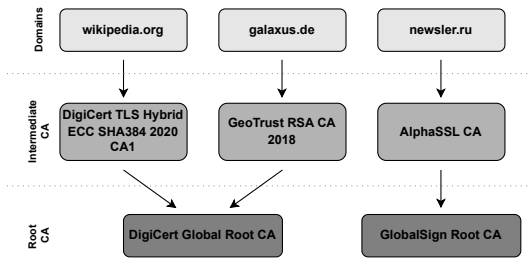 Domains
wikipedia.org
galaxus.de
newsler.ru
Intermediate
CA
DigiCert TLS Hybrid
ECC SHA384 2020
CA1
GeoTrust RSA CA
2018
AlphaSSL CA
Root
CA
DigiCert Global Root CA
GlobalSign Root CA